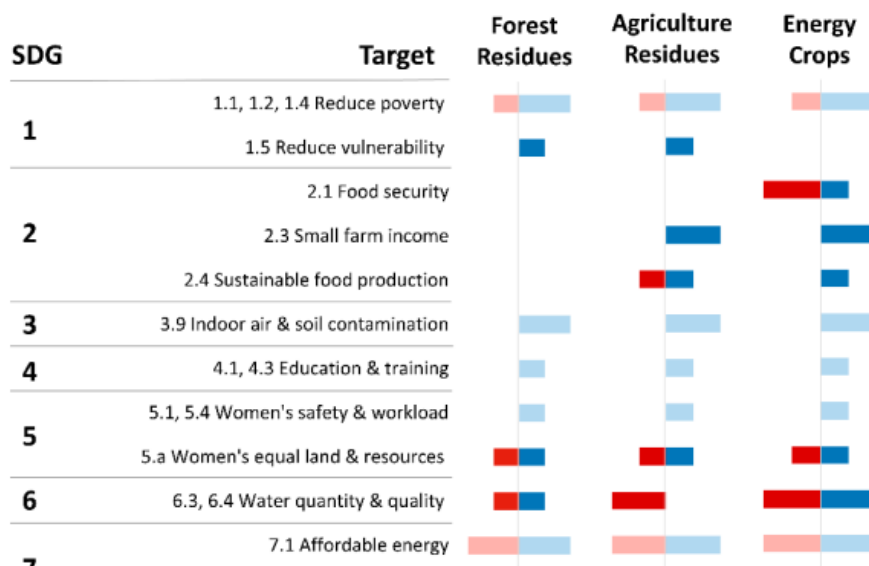 SDG Target Forest Residues Agriculture Residues Energy Crops
1
1.1, 1.2, 1.4 Reduce poverty
1.5 Reduce vulnerability
2
2.1 Food security
2.3 Small farm income
2.4 Sustainable food production
3
3.9 Indoor air & soil contamination
4
4.1, 4.3 Education & training
5
5.1, 5.4 Women's safety & workload
5.a Women's equal land & resources
6
6.3, 6.4 Water quantity & quality
7
7.1 Affordable energy